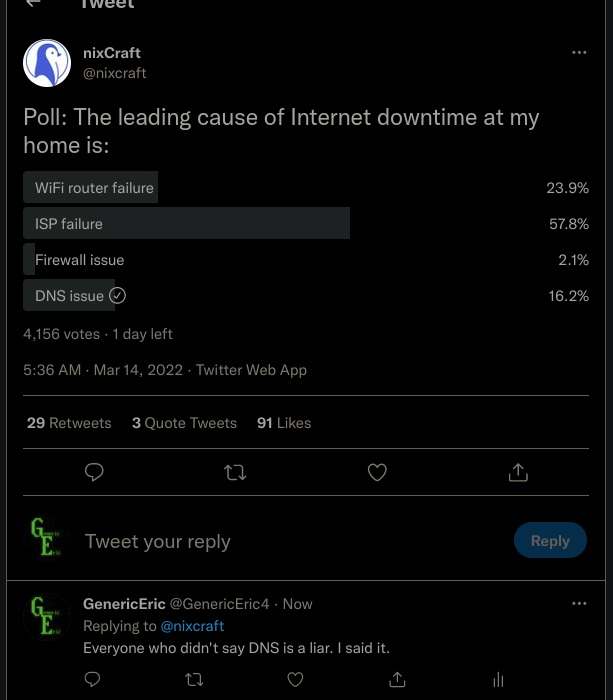 Tweet
nixCraft
@nixcraft
Poll: The leading cause of Internet downtime at my
home is:
WiFi router failure 23.9%
ISP failure 57.8%
Firewall issue 2.1%
DNS issue 16.2%
4,156 votes · 1 day left
5:36 AM · Mar 14, 2022 · Twitter Web App
29 Retweets 3 Quote Tweets 91 Likes
G E
Tweet your reply
Reply
G E
GenericEric @GenericEric4 · Now
Replying to @nixcraft
Everyone who didn't say DNS is a liar. I said it.